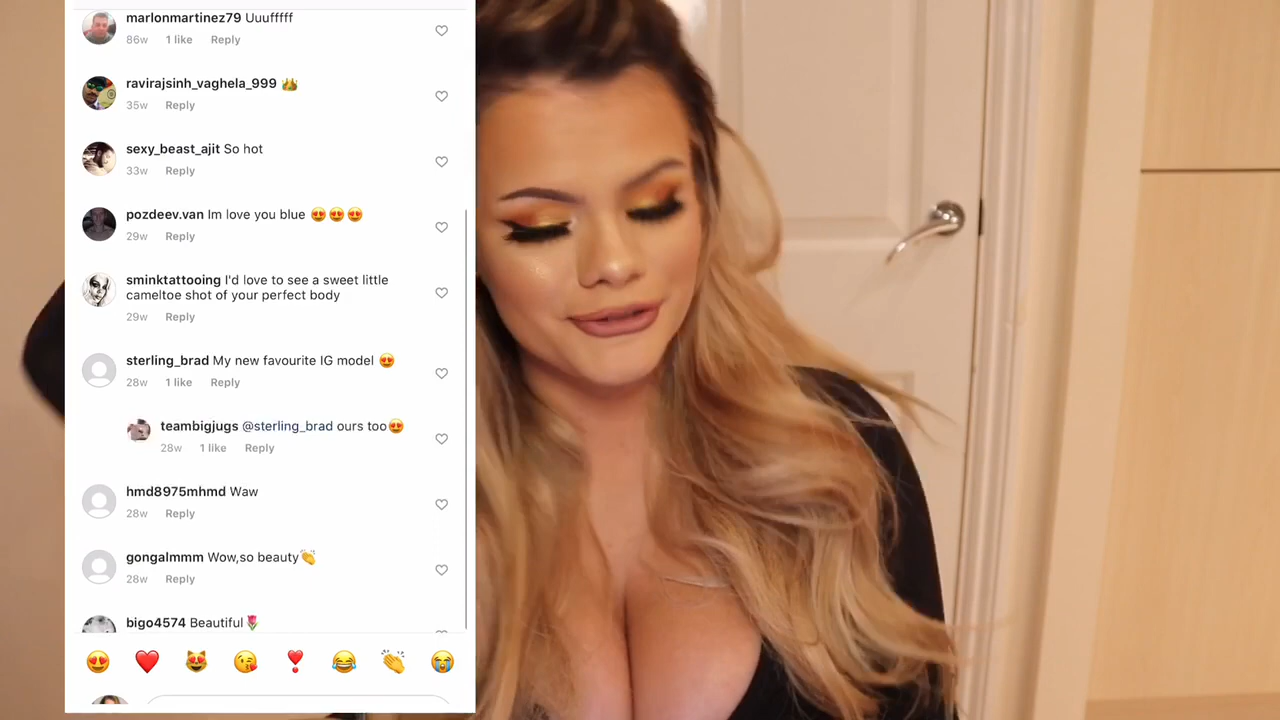 marlonmartinez79 Uuufffff
86w 1 like Reply
ravirajsinh_vaghela_999
35w Reply
sexy_beast_ajit So hot
33w Reply
pozdeev.van Im love you blue 😍😍😍
29w Reply
sminktattooing I'd love to see a sweet little
cameltoe shot of your perfect body
29w Reply
sterling_brad My new favourite IG model 😍
28w 1 like Reply
teambigjugs @sterling_brad ours too😍
28w 1 like Reply
hmd8975mhmd Waw
28w Reply
gongalmmm Wow,so beauty👏
28w Reply
bigo4574 Beautiful🌷